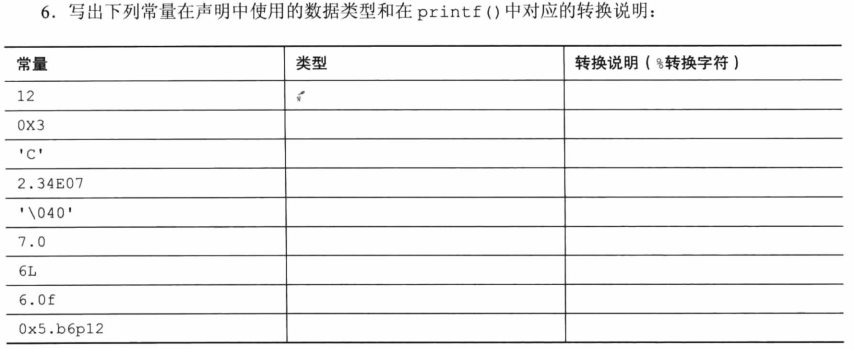 6. 写出下列常量在声明中使用的数据类型和在 printf()中对应的转换说明：
常量 类型 转换说明（%转换字符）
12
0X3
'C'
2.34E07
'\040'
7.0
6L
6.0f
0x5.b6p12